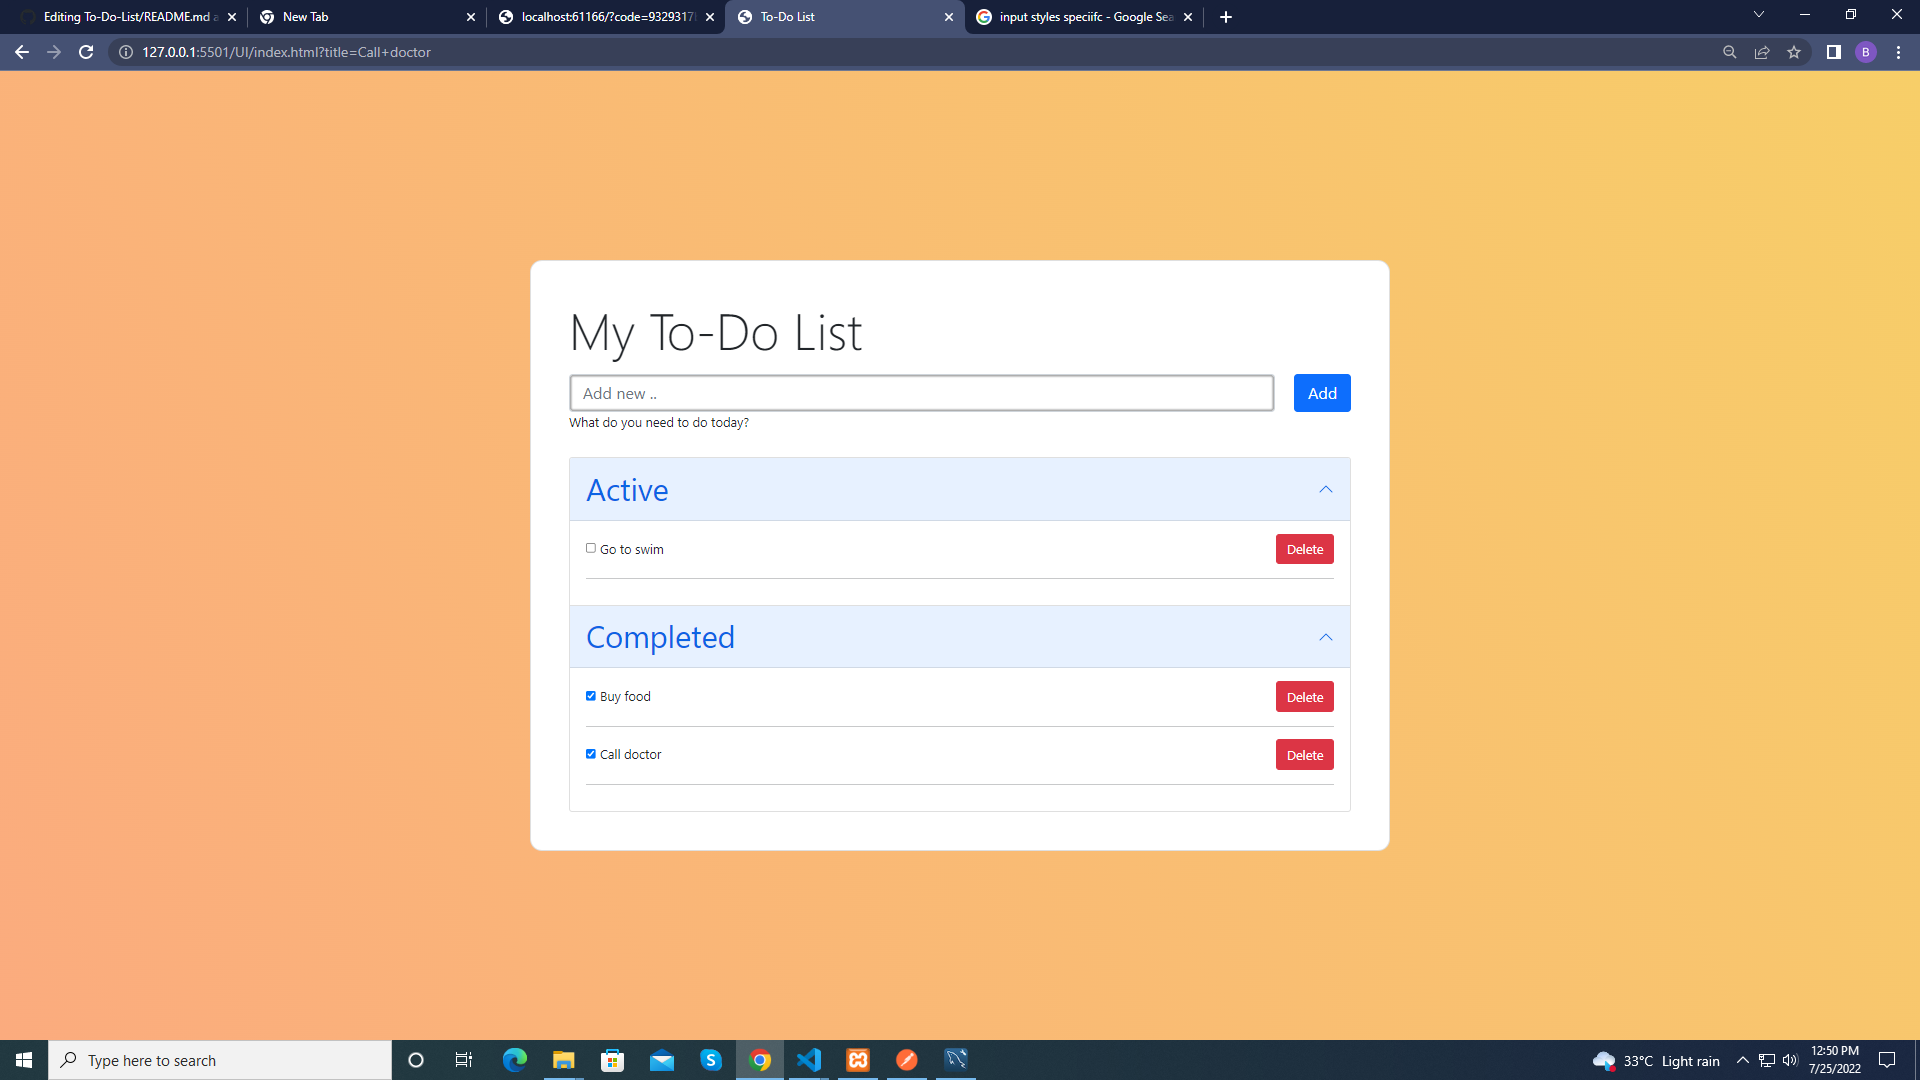 Editing To-Do-List/README.md a
New Tab
localhost:61166/?code=9329317
To-Do List
input styles speciifc - Google Sea
127.0.0.1:5501/UI/index.html?title=Call+doctor
B
My To-Do List
Add new ..
Add
What do you need to do today?
Active
Go to swim
Delete
Completed
Buy food
Delete
Call doctor
Delete
Type here to search
33°C Light rain
12:50 PM
7/25/2022